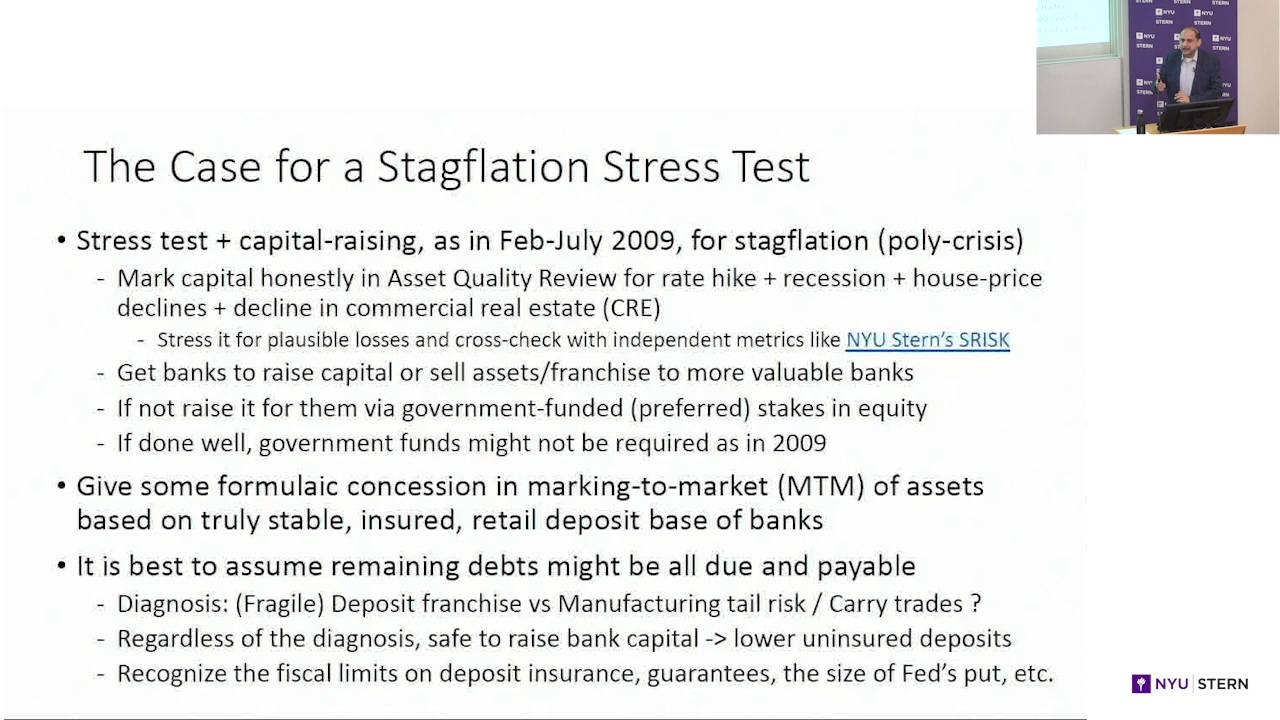 The Case for a Stagflation Stress Test
• Stress test + capital-raising, as in Feb-July 2009, for stagflation (poly-crisis)
- Mark capital honestly in Asset Quality Review for rate hike + recession + house-price
declines + decline in commercial real estate (CRE)
- Stress it for plausible losses and cross-check with independent metrics like NYU Stern's SRISK
- Get banks to raise capital or sell assets/franchise to more valuable banks
- If not raise it for them via government-funded (preferred) stakes in equity
- If done well, government funds might not be required as in 2009
• Give some formulaic concession in marking-to-market (MTM) of assets
based on truly stable, insured, retail deposit base of banks
• It is best to assume remaining debts might be all due and payable
- Diagnosis: (Fragile) Deposit franchise vs Manufacturing tail risk / Carry trades ?
- Regardless of the diagnosis, safe to raise bank capital -> lower uninsured deposits
- Recognize the fiscal limits on deposit insurance, guarantees, the size of Fed's put, etc.
NYU STERN